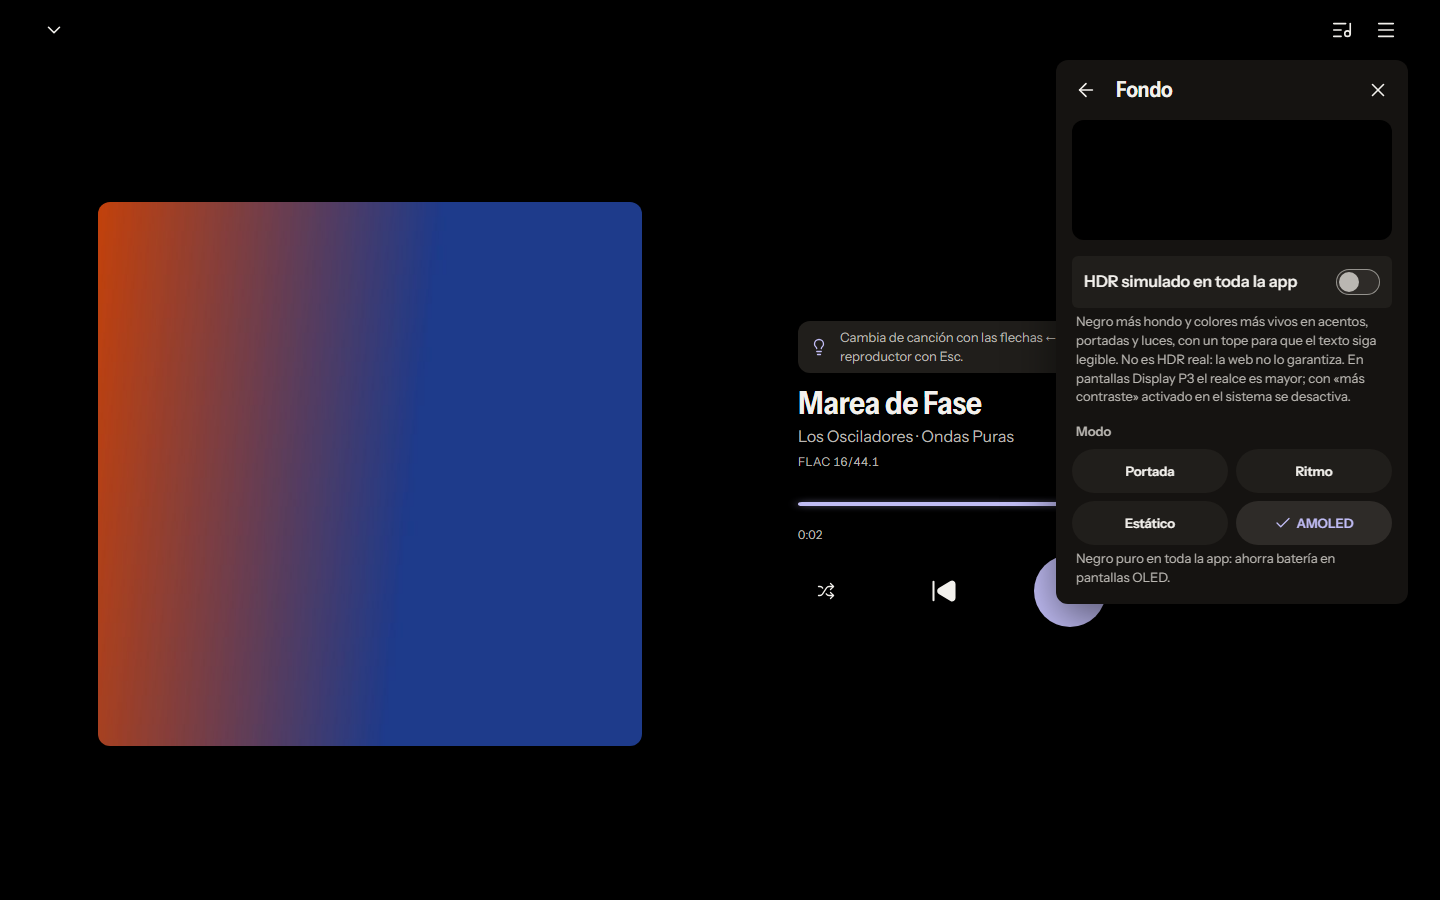 Fondo
HDR simulado en toda la app
Negro más hondo y colores más vivos en acentos,
portadas y luces, con un tope para que el texto siga
legible. No es HDR real: la web no lo garantiza. En
pantallas Display P3 el realce es mayor; con «más
contraste» activado en el sistema se desactiva.
Modo
Portada
Ritmo
Estático
AMOLED
Negro puro en toda la app: ahorra batería en
pantallas OLED.
Cambia de canción con las flechas ←
reproductor con Esc.
Marea de Fase
Los Osciladores · Ondas Puras
FLAC 16/44.1
0:02